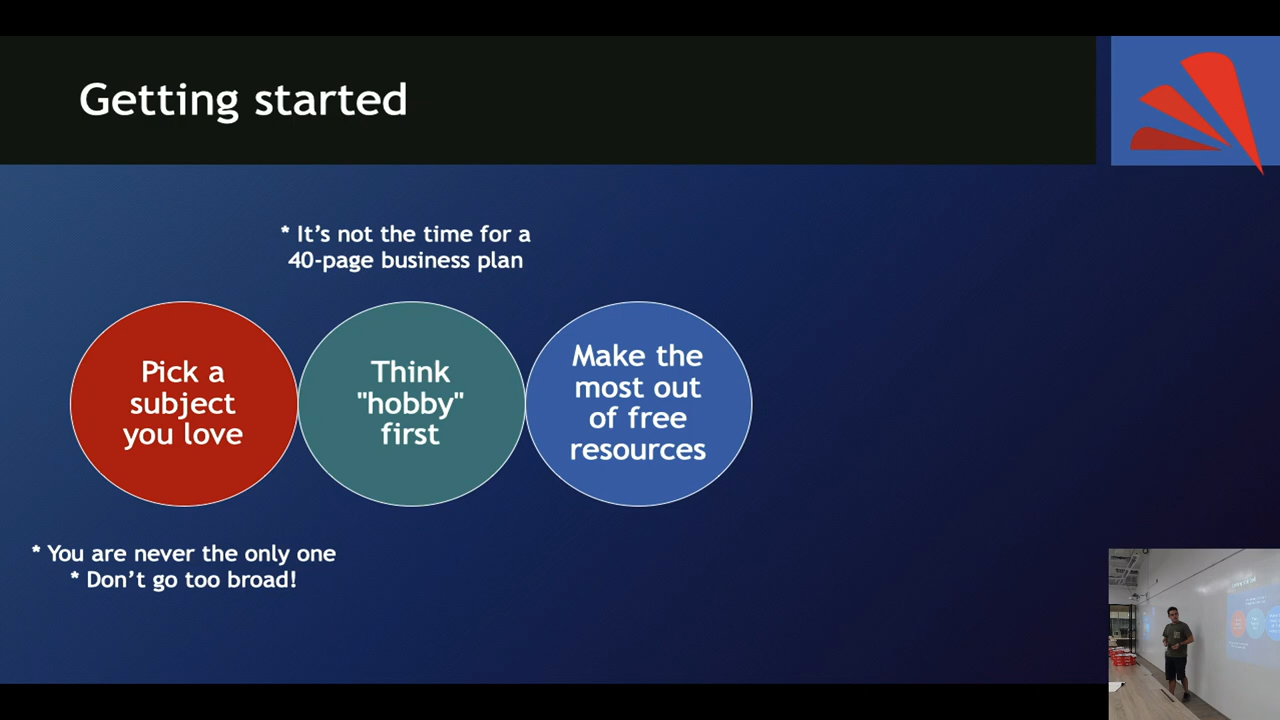 Getting started
* It’s not the time for a
40-page business plan
Pick a
subject
you love
Think
"hobby"
first
Make the
most out
of free
resources
* You are never the only one
* Don’t go too broad!